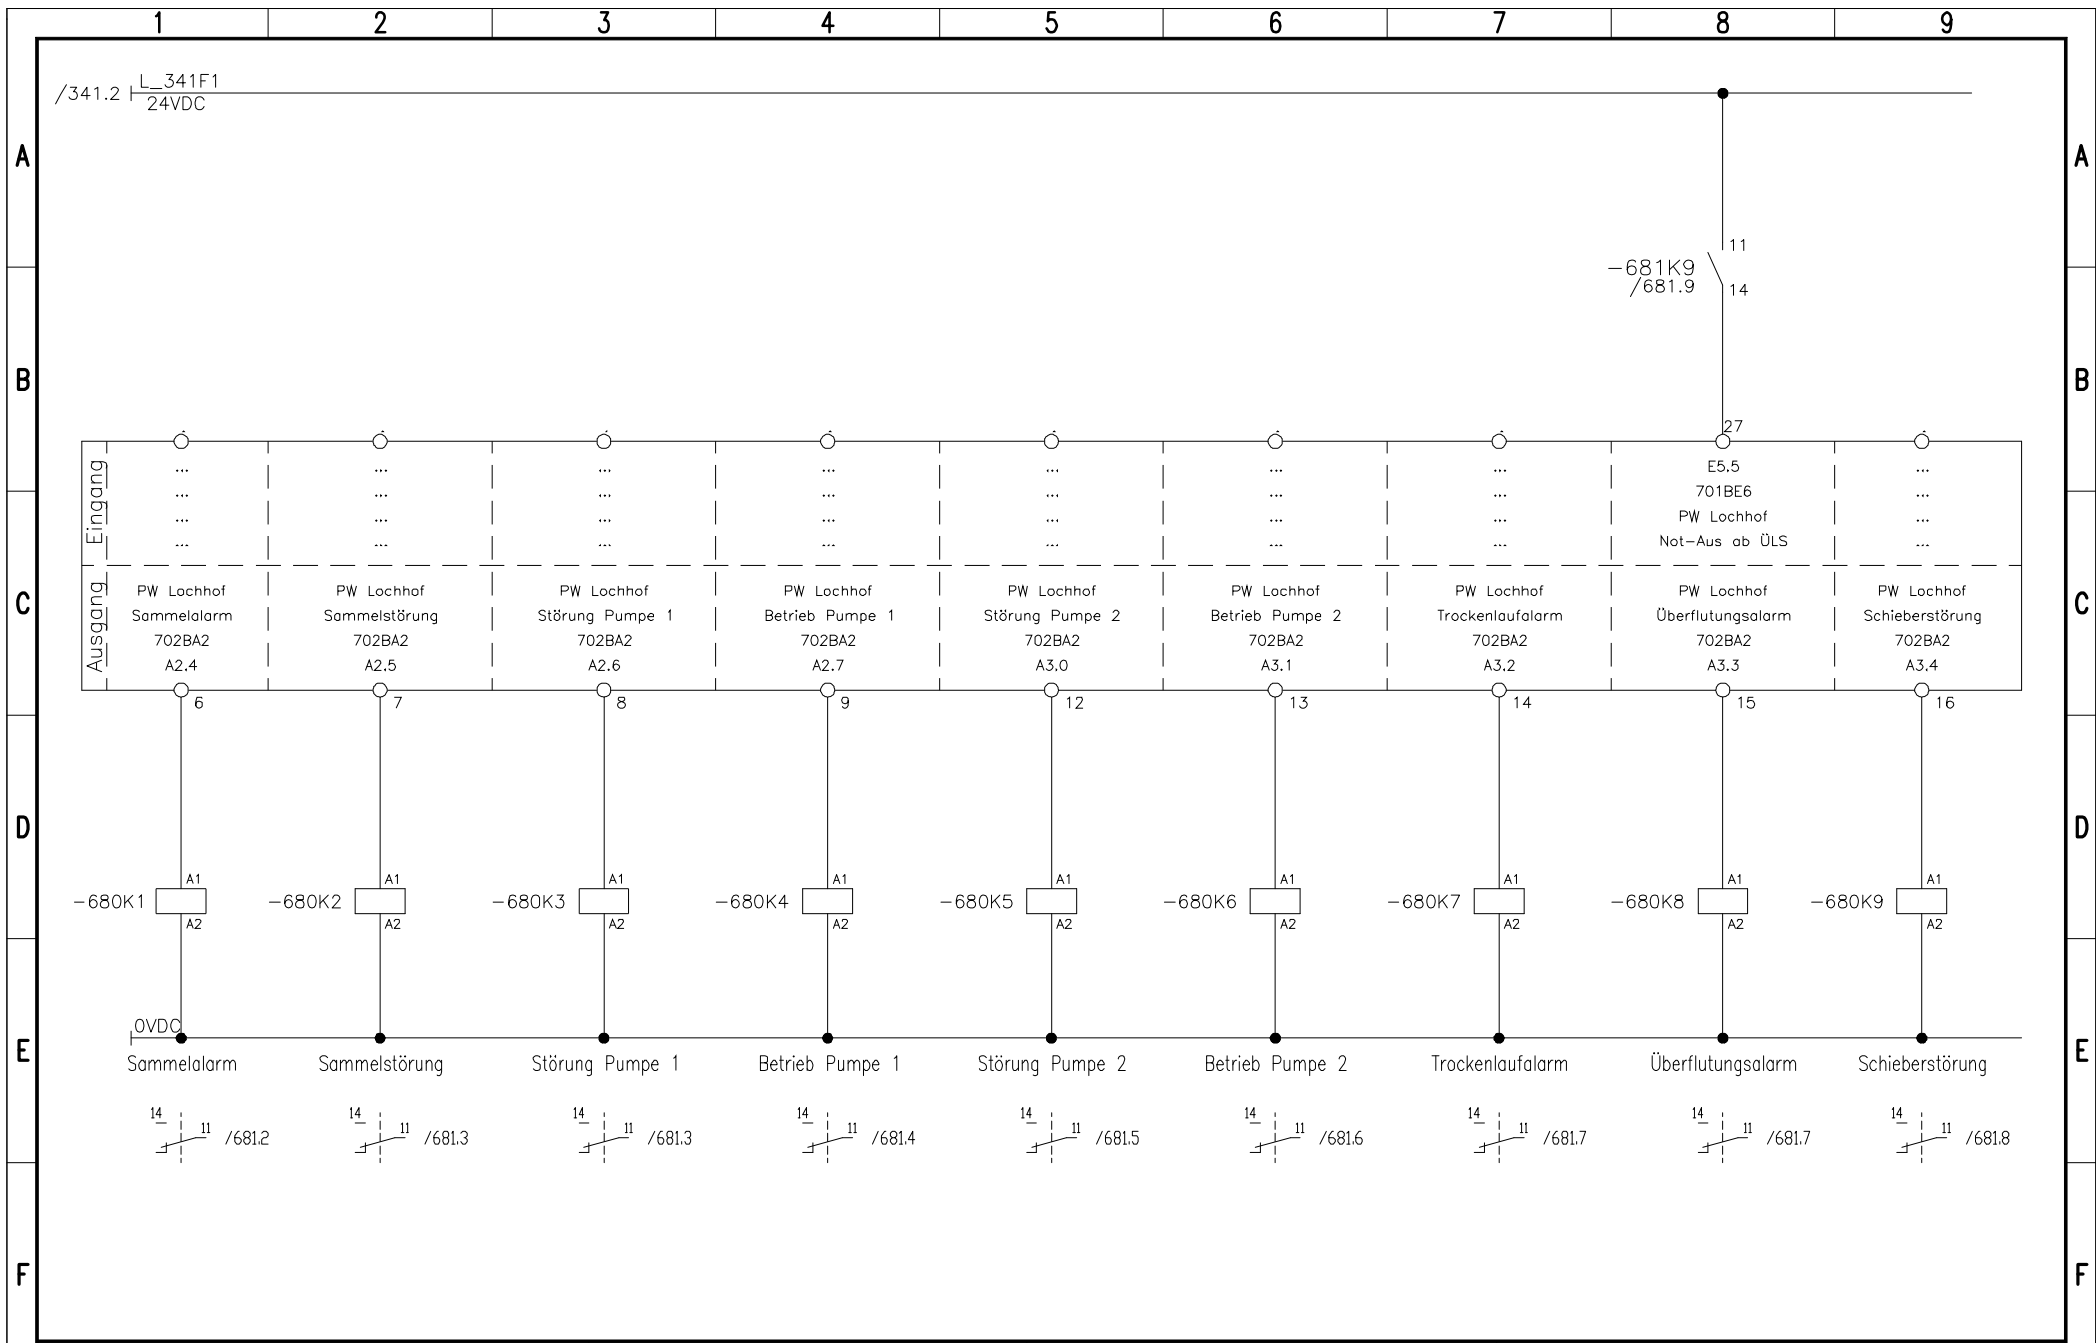 1 2 3 4 5 6 7 8 9
/341.2 L_341F1
24VDC
A A
11
-681K9
/681.9 14
B B
27
Eingang
... ... ... ... ... ... ... E5.5 ...
... ... ... ... ... ... ... 701BE6 ...
... ... ... ... ... ... ... PW Lochhof ...
... ... ... ... ... ... ... Not-Aus ab ÜLS ...
C C
Ausgang
PW Lochhof PW Lochhof PW Lochhof PW Lochhof PW Lochhof PW Lochhof PW Lochhof PW Lochhof PW Lochhof
Sammelalarm Sammelstörung Störung Pumpe 1 Betrieb Pumpe 1 Störung Pumpe 2 Betrieb Pumpe 2 Trockenlaufalarm Überflutungsalarm Schieberstörung
702BA2 702BA2 702BA2 702BA2 702BA2 702BA2 702BA2 702BA2 702BA2
A2.4 A2.5 A2.6 A2.7 A3.0 A3.1 A3.2 A3.3 A3.4
6 7 8 9 12 13 14 15 16
D D
A1 A1 A1 A1 A1 A1 A1 A1 A1
-680K1 -680K2 -680K3 -680K4 -680K5 -680K6 -680K7 -680K8 -680K9
A2 A2 A2 A2 A2 A2 A2 A2 A2
0VDC
E E
Sammelalarm Sammelstörung Störung Pumpe 1 Betrieb Pumpe 1 Störung Pumpe 2 Betrieb Pumpe 2 Trockenlaufalarm Überflutungsalarm Schieberstörung
14 14 14 14 14 14 14 14 14
11 /681.2 11 /681.3 11 /681.3 11 /681.4 11 /681.5 11 /681.6 11 /681.7 11 /681.7 11 /681.8
F F